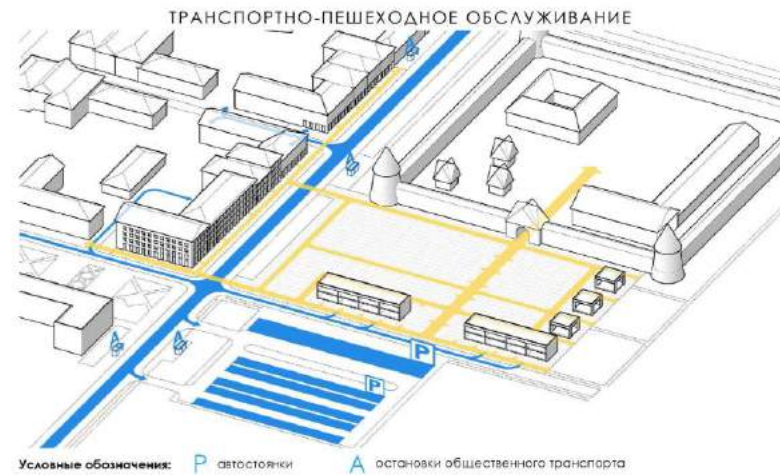 ТРАНСПОРТНО-ПЕШЕХОДНОЕ ОБСЛУЖИВАНИЕ
А
А
А
А
Р
Р
Условные обозначения: Р автостоянки А остановки общественного транспорта